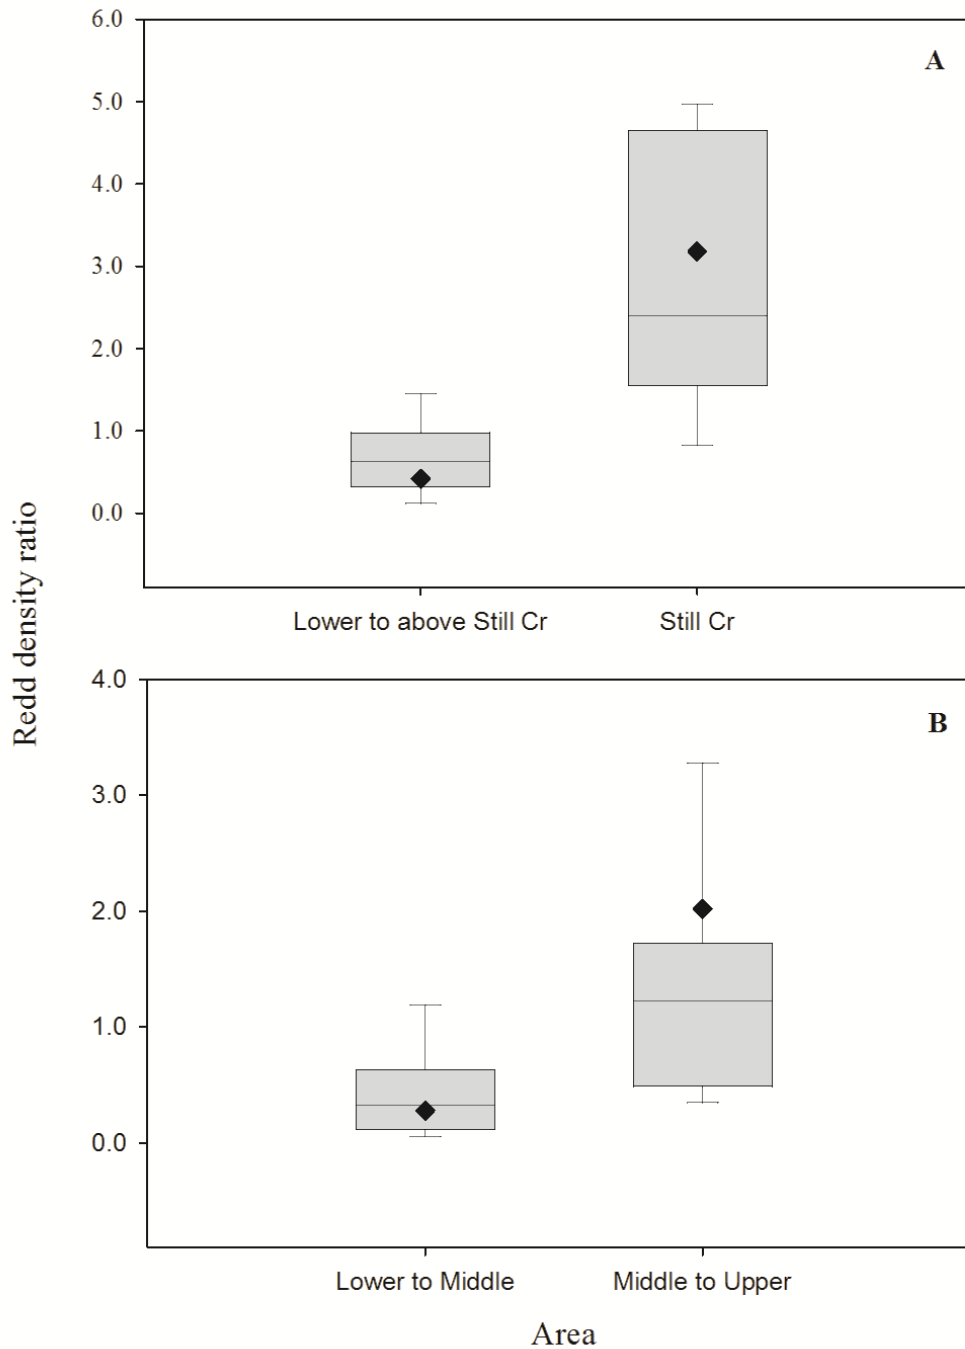 6.0
A
5.0
4.0
3.0
2.0
1.0
0.0
Lower to above Still Cr
Still Cr
Redd density ratio
4.0
B
3.0
2.0
1.0
0.0
Lower to Middle
Middle to Upper
Area